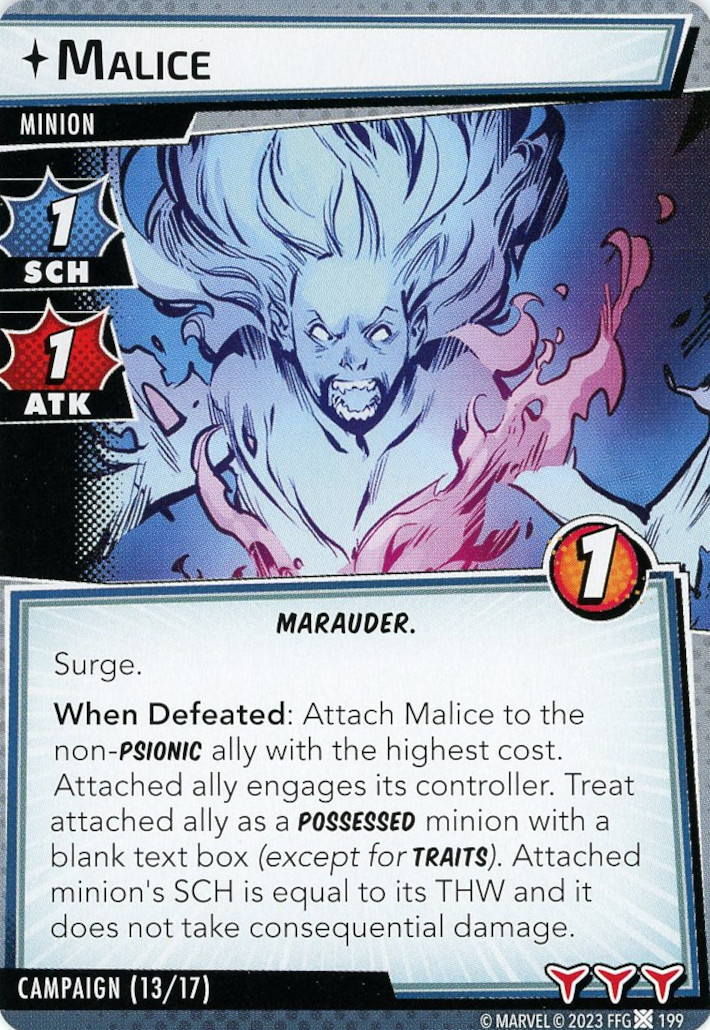 MALICE
MINION
1
SCH
1
ATK
1
MARAUDER.
Surge.
When Defeated: Attach Malice to the
non-PSIONIC ally with the highest cost.
Attached ally engages its controller. Treat
attached ally as a POSSESSED minion with a
blank text box (except for TRAITS). Attached
minion's SCH is equal to its THW and it
does not take consequential damage.
CAMPAIGN (13/17)
© MARVEL © 2023 FFG 199